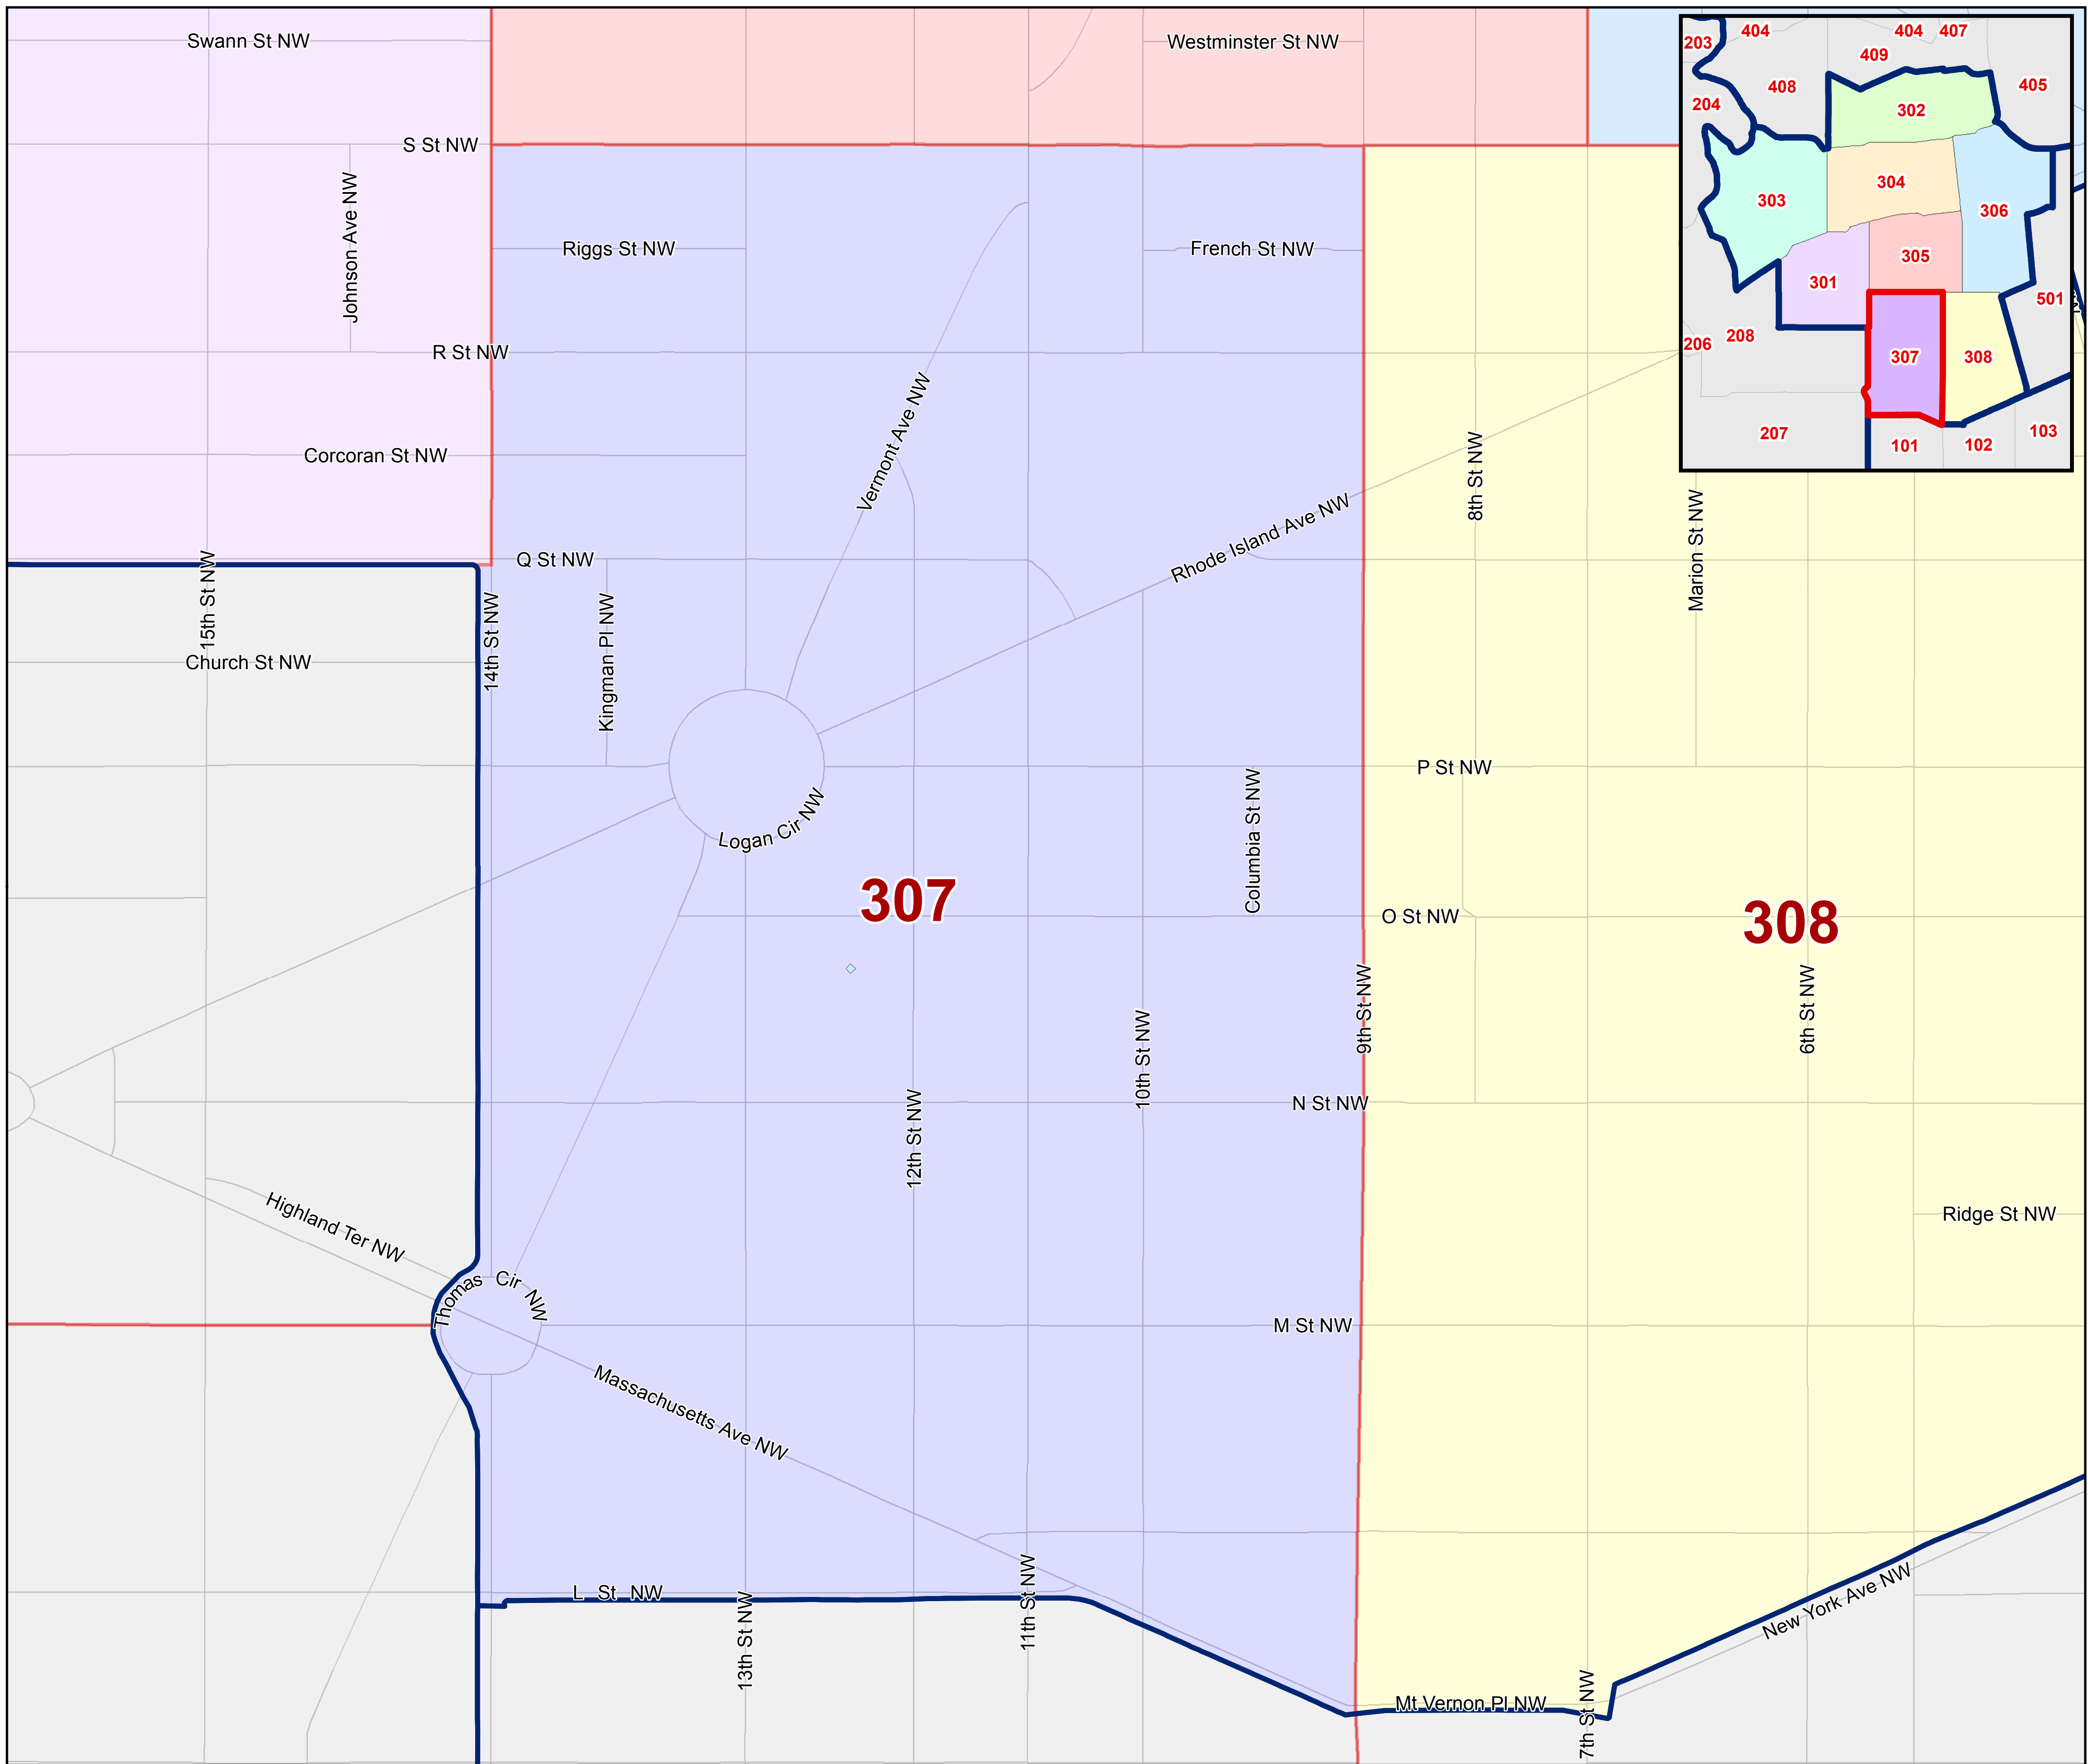 Swann St NW
Westminster St NW
203
404
404
407
409
408
405
204
302
S St NW
Johnson Ave NW
304
303
306
Riggs St NW
French St NW
305
301
501
208
206
307
308
R St NW
Vermont Ave NW
207
101
102
103
Corcoran St NW
8th St NW
Rhode Island Ave NW
Marion St NW
Q St NW
15th St NW
14th St NW
Kingman Pl NW
Church St NW
P St NW
Logan Cir NW
Columbia St NW
307
O St NW
308
9th St NW
6th St NW
10th St NW
N St NW
12th St NW
Highland Ter NW
Ridge St NW
Thomas Cir NW
M St NW
Massachusetts Ave NW
L St NW
11th St NW
13th St NW
New York Ave NW
Mt Vernon Pl NW
7th St NW